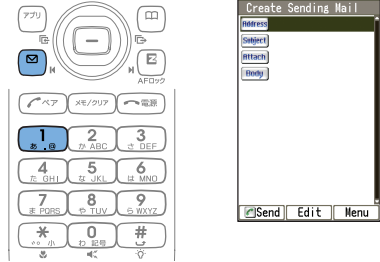 アプリ
AFロック
ペア
メモ/クリア
電源
1
あ .@
2
か ABC
3
さ DEF
4
た GHI
5
な JKL
6
は MNO
7
ま PQRS
8
や TUV
9
ら WXYZ
*
小
0
わ 記号
#
Create Sending Mail
Address
Subject
Attach
Body
Send
Edit
Menu